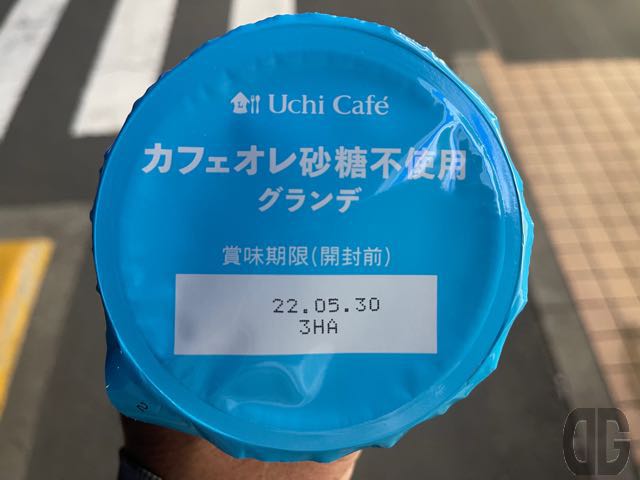 Uchi Café
カフェオレ砂糖不使用
グランデ
賞味期限(開封前)
22.05.30
3HA
DG